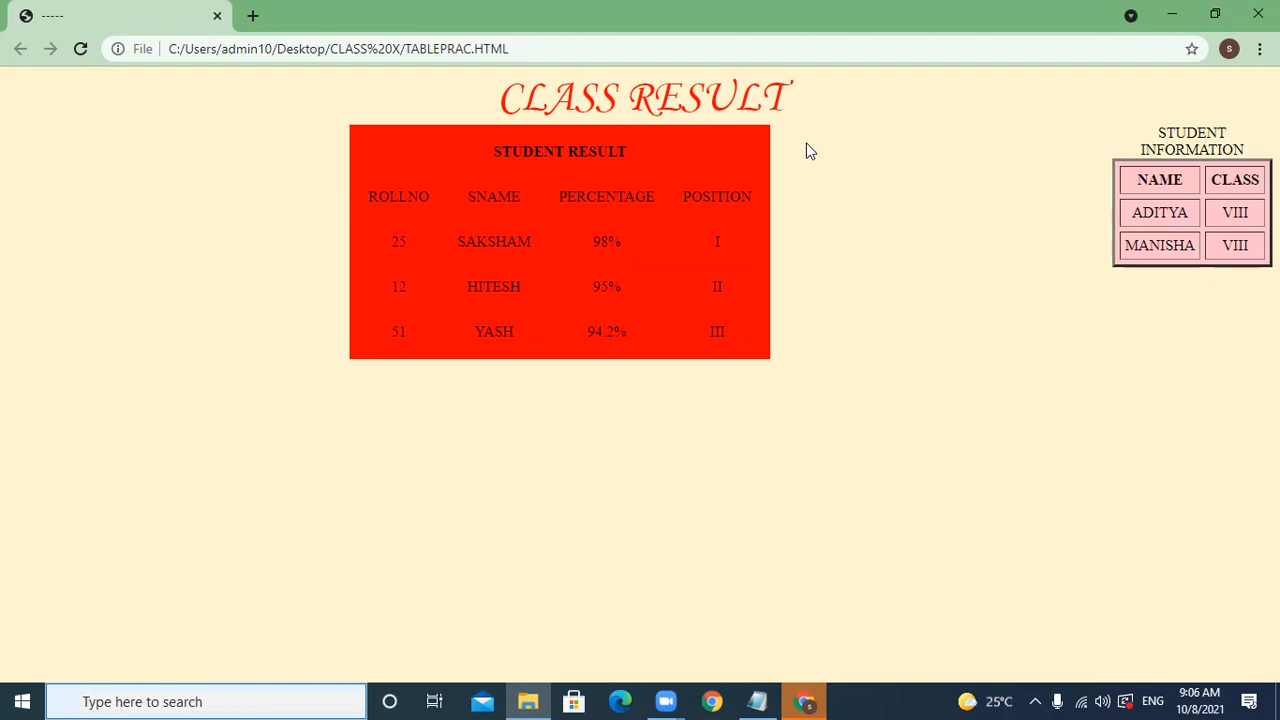 -----
File
C:/Users/admin10/Desktop/CLASS%20X/TABLEPRAC.HTML
S
CLASS RESULT
STUDENT RESULT
ROLLNO SNAME PERCENTAGE POSITION
25 SAKSHAM 98% I
12 HITESH 95% II
51 YASH 94.2% III
STUDENT
INFORMATION
NAME CLASS
ADITYA VIII
MANISHA VIII
Type here to search
25°C
ENG
9:06 AM
10/8/2021